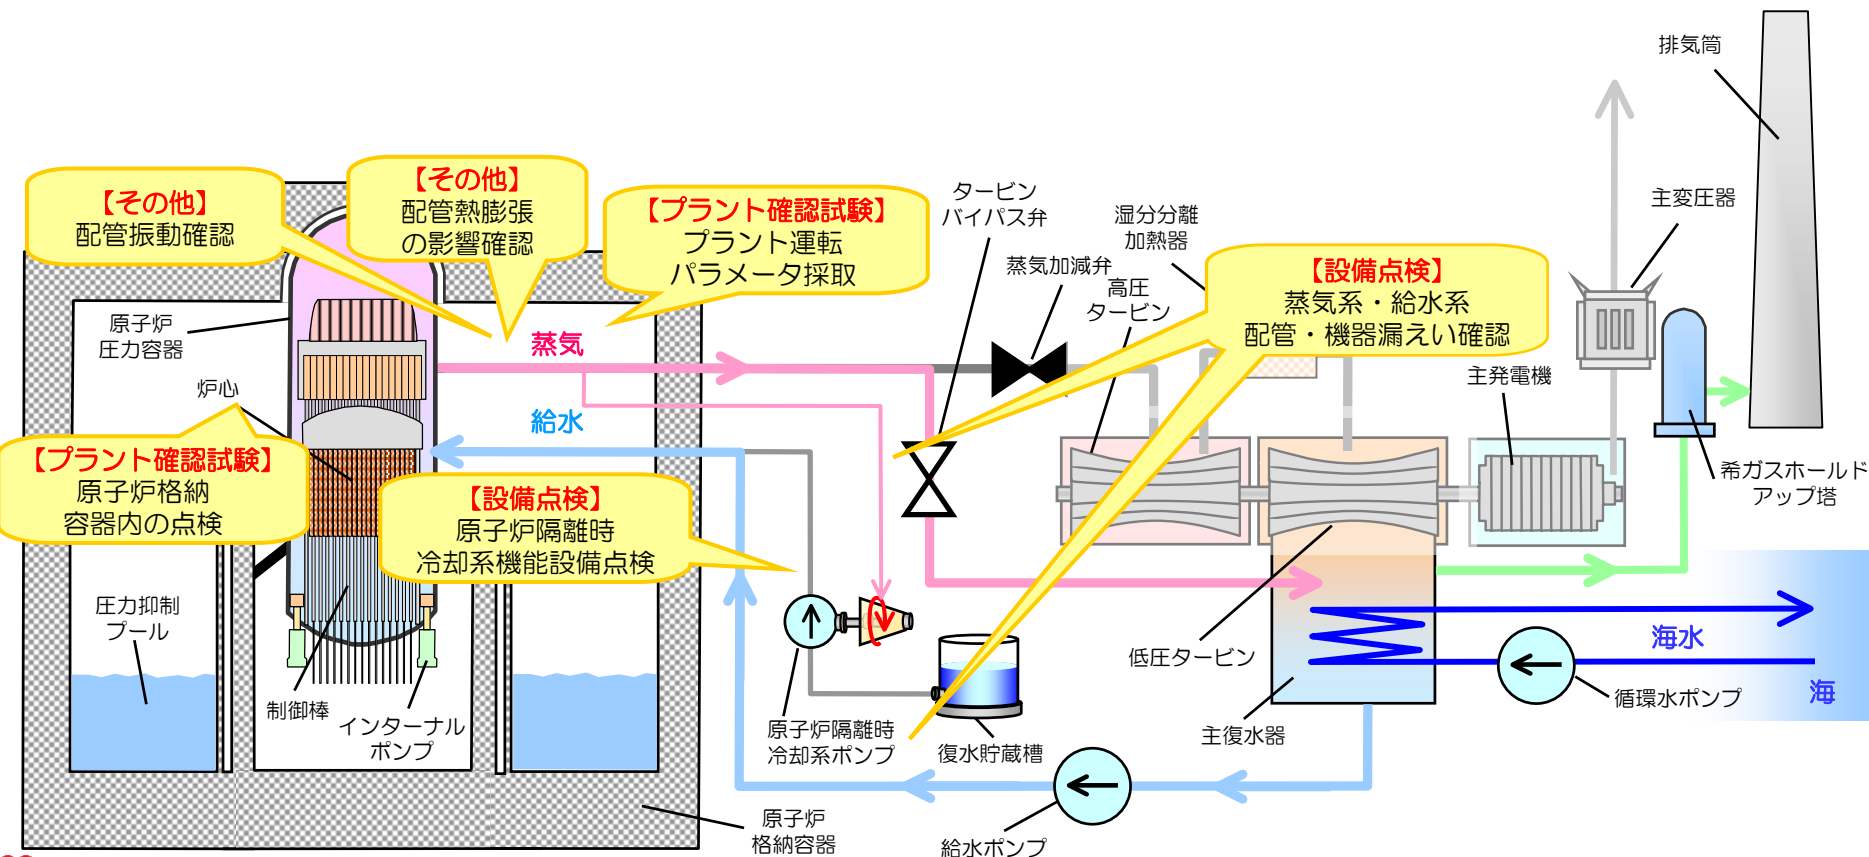 排気筒
【その他】
配管振動確認
【その他】
配管熱膨張
の影響確認
【プラント確認試験】
プラント運転
パラメータ採取
タービン
バイパス弁
湿分分離
加熱器
主変圧器
蒸気加減弁
高圧
タービン
【設備点検】
蒸気系・給水系
配管・機器漏えい確認
原子炉
圧力容器
蒸気
炉心
給水
主発電機
【プラント確認試験】
原子炉格納
容器内の点検
【設備点検】
原子炉隔離時
冷却系機能設備点検
希ガスホールド
アップ塔
圧力抑制
プール
低圧タービン
海水
海
制御棒
インターナル
ポンプ
原子炉隔離時
冷却系ポンプ
復水貯蔵槽
主復水器
循環水ポンプ
原子炉
格納容器
給水ポンプ